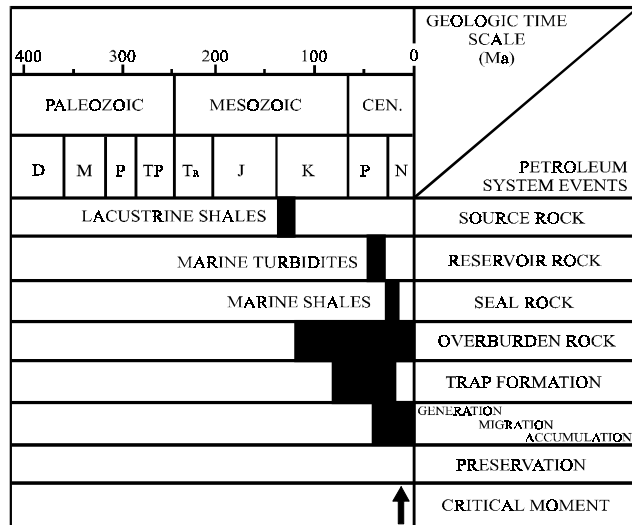 GEOLOGIC TIME
SCALE
(Ma)
400 300 200 100 0
PALEOZOIC MESOZOIC CEN.
D M P TP Ta J K P N
PETROLEUM
SYSTEM EVENTS
LACUSTRINE SHALES SOURCE ROCK
MARINE TURBIDITES RESERVOIR ROCK
MARINE SHALES SEAL ROCK
OVERBURDEN ROCK
TRAP FORMATION
GENERATION
MIGRATION
ACCUMULATION
PRESERVATION
CRITICAL MOMENT